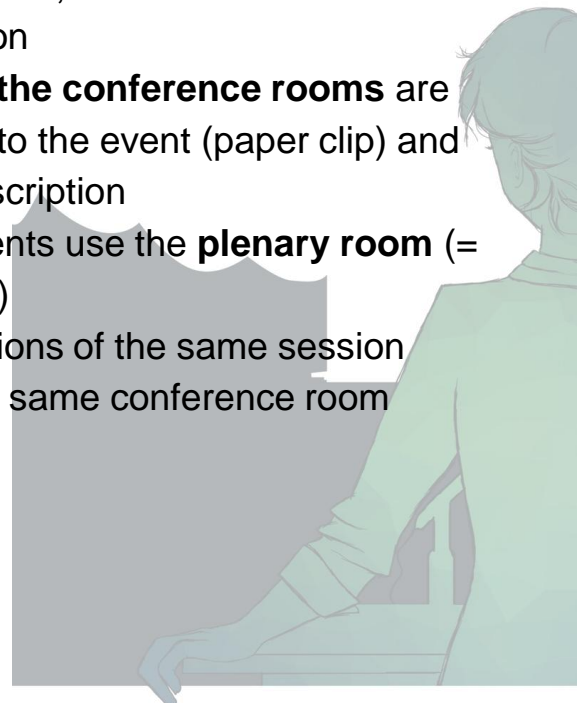 on
the conference rooms are
to the event (paper clip) and
scription
ents use the plenary room (=
)
ions of the same session
same conference room